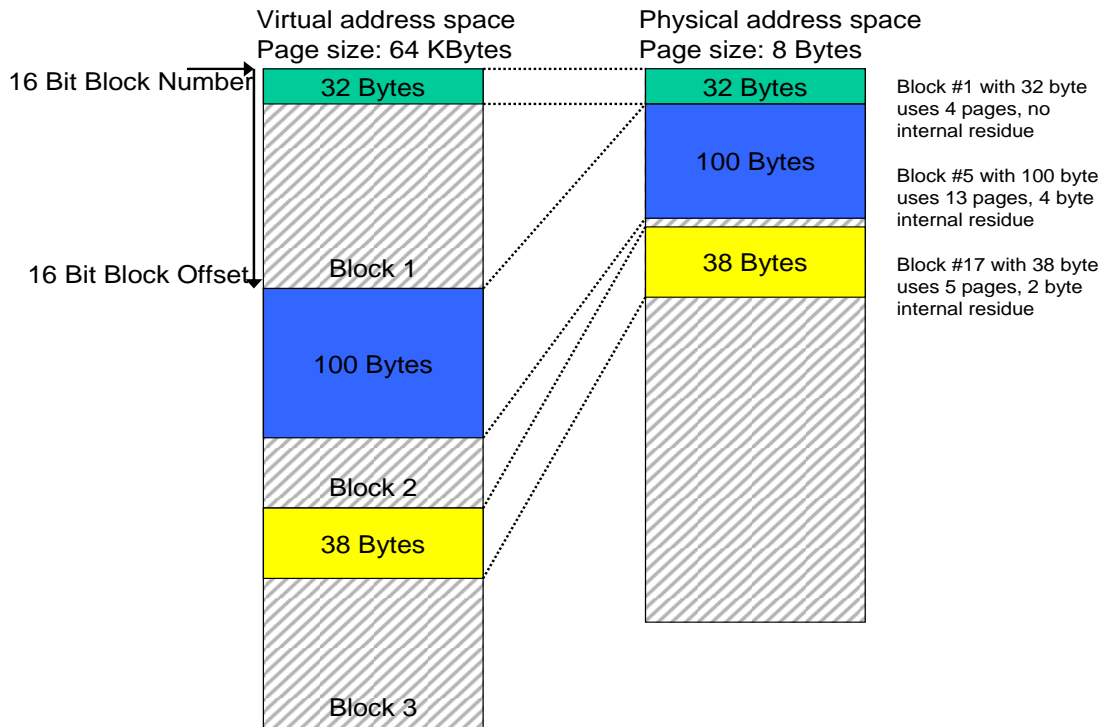 Virtual address space
Page size: 64 KBytes
Physical address space
Page size: 8 Bytes
16 Bit Block Number
32 Bytes
32 Bytes
Block #1 with 32 byte
uses 4 pages, no
internal residue
100 Bytes
Block #5 with 100 byte
uses 13 pages, 4 byte
internal residue
16 Bit Block Offset
Block 1
38 Bytes
Block #17 with 38 byte
uses 5 pages, 2 byte
internal residue
100 Bytes
Block 2
38 Bytes
Block 3